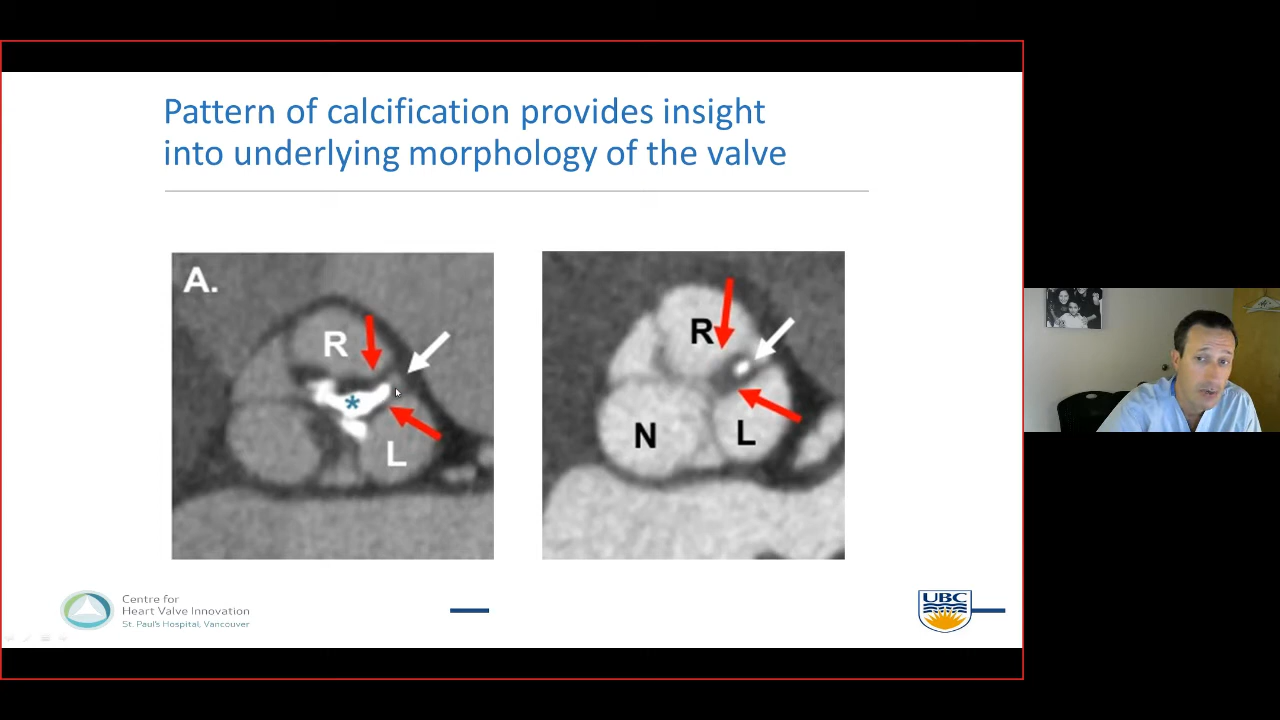 Pattern of calcification provides insight
into underlying morphology of the valve
A.
R
*
L
R
N
L
Centre for
Heart Valve Innovation
St. Paul's Hospital, Vancouver
UBC